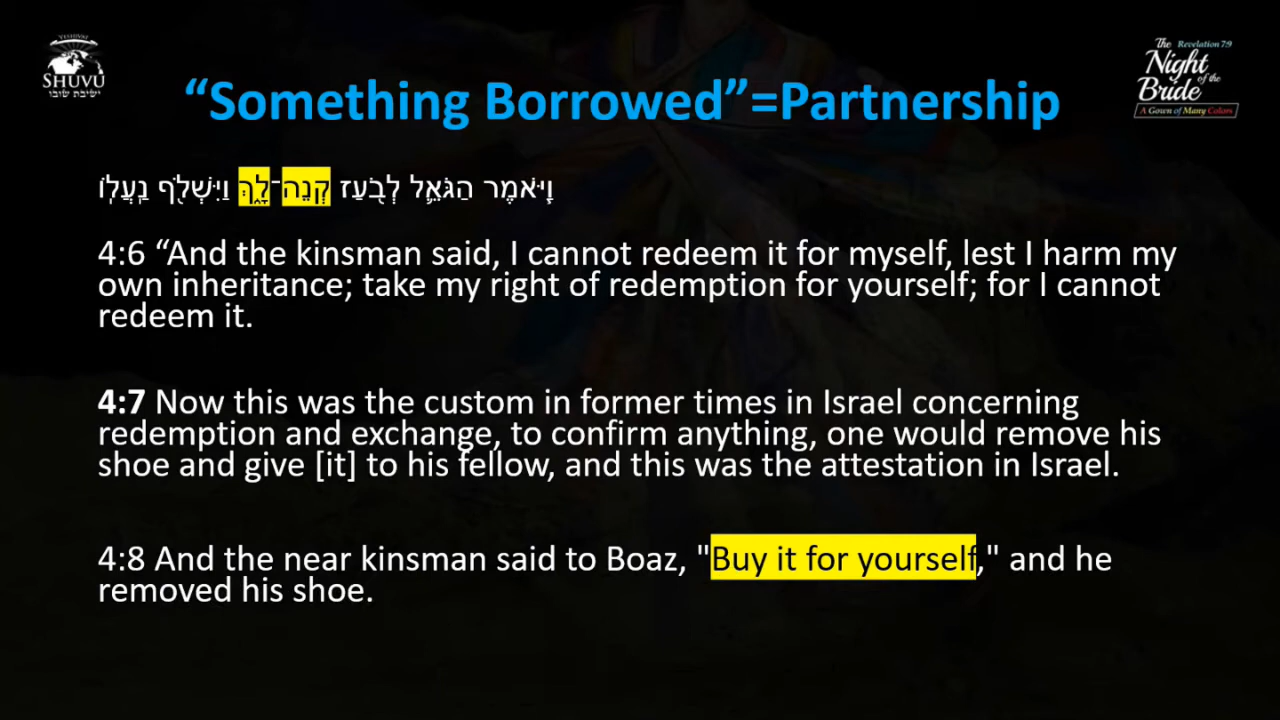 YESHIVAT
SHUVU
ישיבת שובו
The Revelation 7:9
Night
of the
Bride
A Gown of Many Colors
“Something Borrowed”=Partnership
וַיֹּ֧אמֶר הַגֹּאֵ֛ל לְבֹ֖עַז קְנֵה־לָ֑ךְ וַיִּשְׁלֹ֖ף נַעֲלֽוֹ
4:6 “And the kinsman said, I cannot redeem it for myself, lest I harm my
own inheritance; take my right of redemption for yourself; for I cannot
redeem it.
4:7 Now this was the custom in former times in Israel concerning
redemption and exchange, to confirm anything, one would remove his
shoe and give [it] to his fellow, and this was the attestation in Israel.
4:8 And the near kinsman said to Boaz, "Buy it for yourself," and he
removed his shoe.